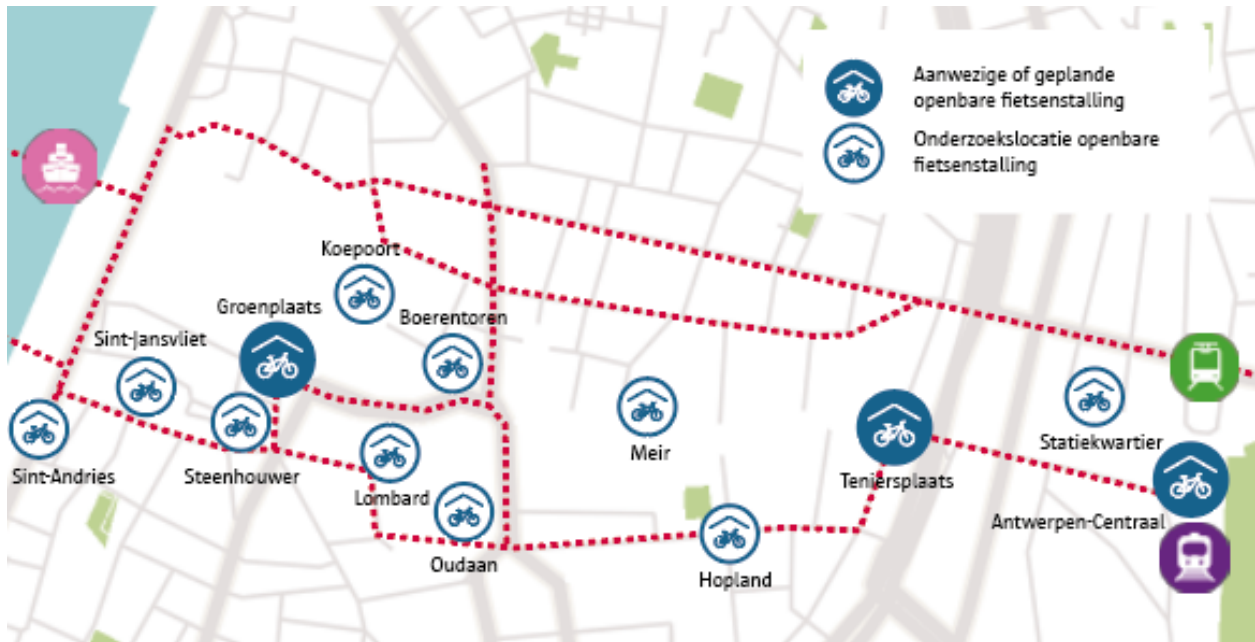 Aanwezige of geplande
openbare fietsenstalling
Onderzoekslocatie openbare
fietsenstalling
Koepoort
Groenplaats
Boerentoren
Sint-Jansvliet
Sint-Andries
Steenhouwer
Lombard
Oudaan
Meir
Hopland
Teniersplaats
Statiekwartier
Antwerpen-Centraal